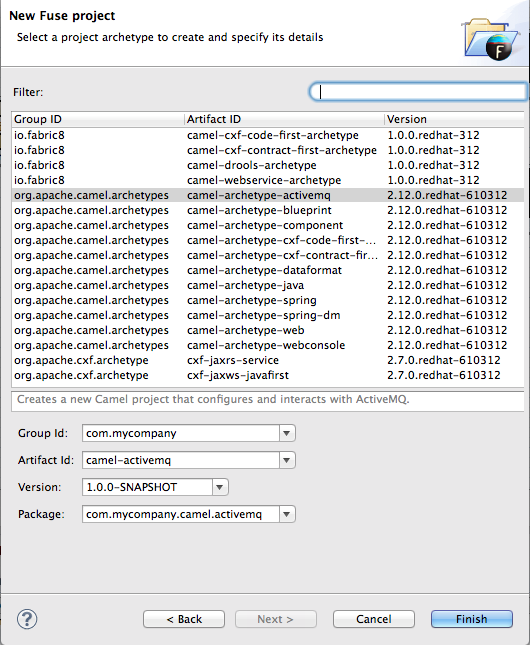 New Fuse project
Select a project archetype to create and specify its details
F
Filter:
Group ID Artifact ID Version
io.fabric8 camel-cxf-code-first-archetype 1.0.0.redhat-312
io.fabric8 camel-cxf-contract-first-archetype 1.0.0.redhat-312
io.fabric8 camel-drools-archetype 1.0.0.redhat-312
io.fabric8 camel-webservice-archetype 1.0.0.redhat-312
org.apache.camel.archetypes camel-archetype-activemq 2.12.0.redhat-610312
org.apache.camel.archetypes camel-archetype-blueprint 2.12.0.redhat-610312
org.apache.camel.archetypes camel-archetype-component 2.12.0.redhat-610312
org.apache.camel.archetypes camel-archetype-cxf-code-first-... 2.12.0.redhat-610312
org.apache.camel.archetypes camel-archetype-cxf-contract-fir... 2.12.0.redhat-610312
org.apache.camel.archetypes camel-archetype-dataformat 2.12.0.redhat-610312
org.apache.camel.archetypes camel-archetype-java 2.12.0.redhat-610312
org.apache.camel.archetypes camel-archetype-spring 2.12.0.redhat-610312
org.apache.camel.archetypes camel-archetype-spring-dm 2.12.0.redhat-610312
org.apache.camel.archetypes camel-archetype-web 2.12.0.redhat-610312
org.apache.camel.archetypes camel-archetype-webconsole 2.12.0.redhat-610312
org.apache.cxf.archetype cxf-jaxrs-service 2.7.0.redhat-610312
org.apache.cxf.archetype cxf-jaxws-javafirst 2.7.0.redhat-610312
Creates a new Camel project that configures and interacts with ActiveMQ.
Group Id: com.mycompany
Artifact Id: camel-activemq
Version: 1.0.0-SNAPSHOT
Package: com.mycompany.camel.activemq
? < Back Next > Cancel Finish